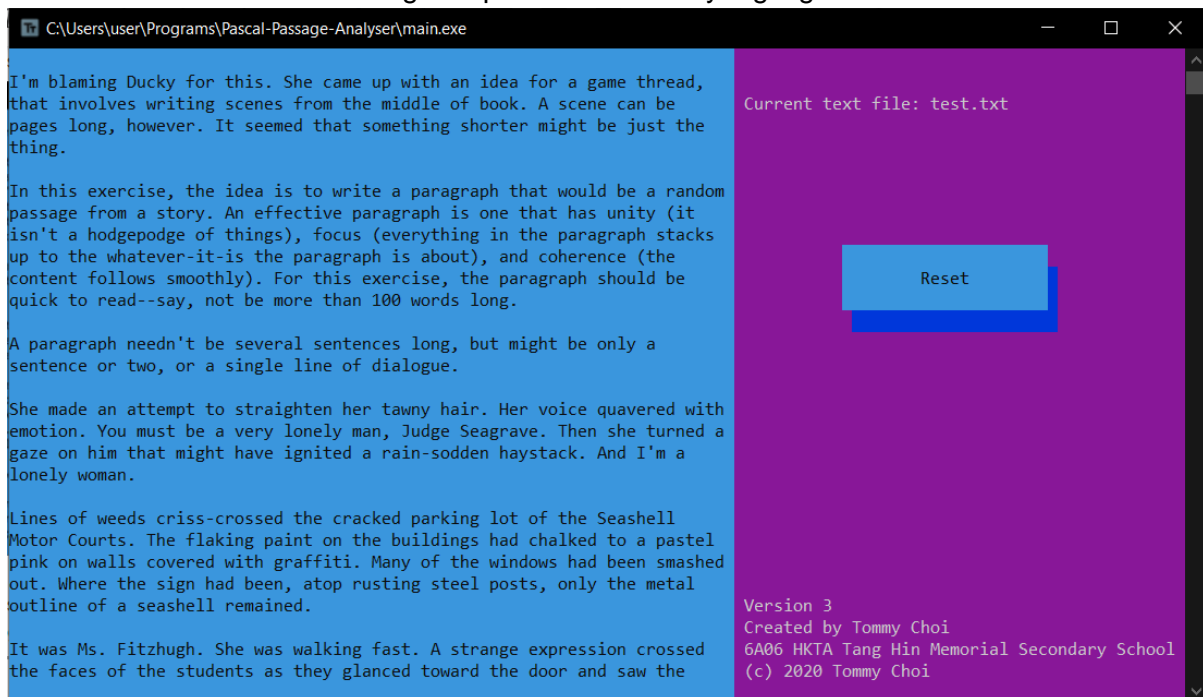 C:\Users\user\Programs\Pascal-Passage-Analyser\main.exe
I'm blaming Ducky for this. She came up with an idea for a game thread,
that involves writing scenes from the middle of book. A scene can be
pages long, however. It seemed that something shorter might be just the
thing.
In this exercise, the idea is to write a paragraph that would be a random
passage from a story. An effective paragraph is one that has unity (it
isn't a hodgepodge of things), focus (everything in the paragraph stacks
up to the whatever-it-is the paragraph is about), and coherence (the
content follows smoothly). For this exercise, the paragraph should be
quick to read--say, not be more than 100 words long.
A paragraph needn't be several sentences long, but might be only a
sentence or two, or a single line of dialogue.
She made an attempt to straighten her tawny hair. Her voice quavered with
emotion. You must be a very lonely man, Judge Seagrave. Then she turned a
gaze on him that might have ignited a rain-sodden haystack. And I'm a
lonely woman.
Lines of weeds criss-crossed the cracked parking lot of the Seashell
Motor Courts. The flaking paint on the buildings had chalked to a pastel
pink on walls covered with graffiti. Many of the windows had been smashed
out. Where the sign had been, atop rusting steel posts, only the metal
outline of a seashell remained.
It was Ms. Fitzhugh. She was walking fast. A strange expression crossed
the faces of the students as they glanced toward the door and saw the
Current text file: test.txt
Reset
Version 3
Created by Tommy Choi
6A06 HKTA Tang Hin Memorial Secondary School
(c) 2020 Tommy Choi